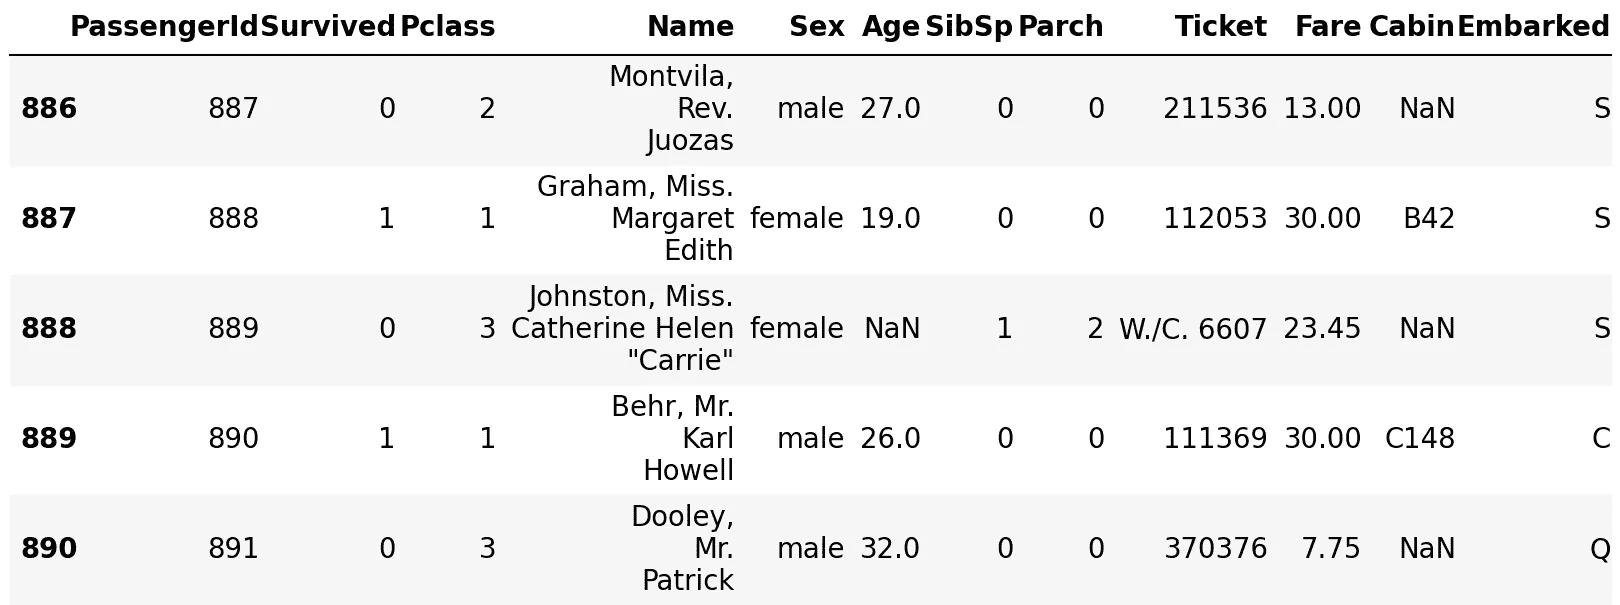 PassengerId Survived Pclass Name Sex Age SibSp Parch Ticket Fare Cabin Embarked
Montvila,
886 887 0 2 Rev. male 27.0 0 0 211536 13.00 NaN S
Juozas
Graham, Miss.
887 888 1 1 Margaret female 19.0 0 0 112053 30.00 B42 S
Edith
Johnston, Miss.
888 889 0 3 Catherine Helen female NaN 1 2 W./C. 6607 23.45 NaN S
"Carrie"
Behr, Mr.
889 890 1 1 Karl male 26.0 0 0 111369 30.00 C148 C
Howell
Dooley,
890 891 0 3 Mr. male 32.0 0 0 370376 7.75 NaN Q
Patrick